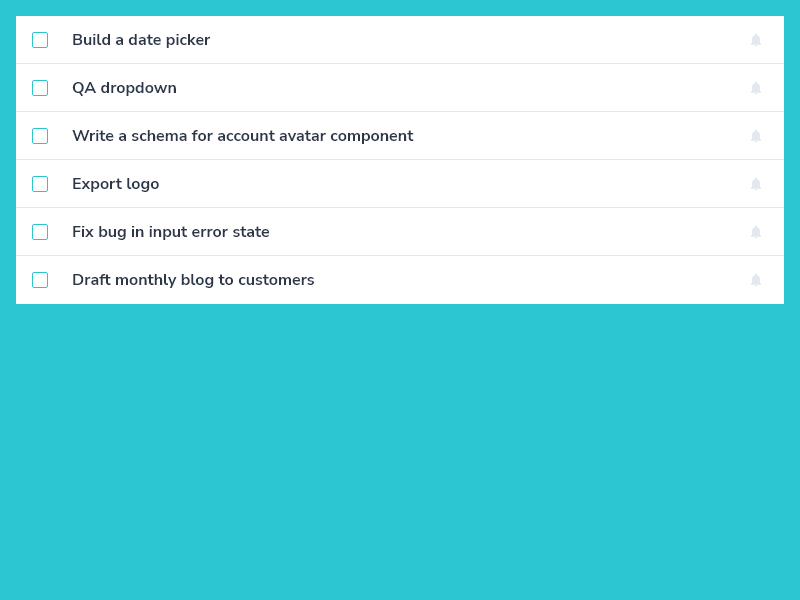 Build a date picker
QA dropdown
Write a schema for account avatar component
Export logo
Fix bug in input error state
Draft monthly blog to customers